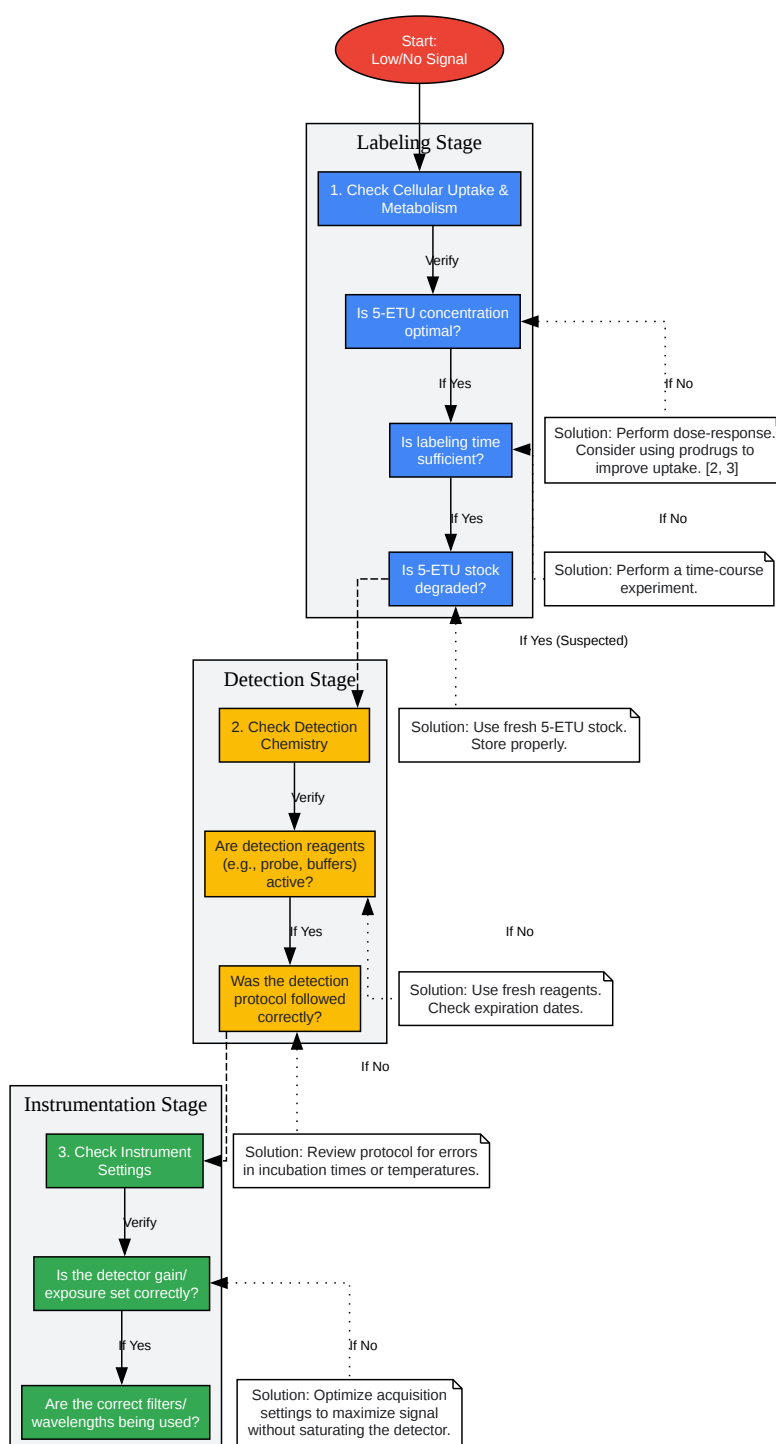 Start:
Low/No Signal
Labeling Stage
1. Check Cellular Uptake &
Metabolism
Verify
Is 5-ETU concentration
optimal?
If Yes
If No
Is labeling time
sufficient?
Solution: Perform dose-response.
Consider using prodrugs to
improve uptake. [2, 3]
If Yes
If No
Is 5-ETU stock
degraded?
Solution: Perform a time-course
experiment.
If Yes (Suspected)
Detection Stage
2. Check Detection
Chemistry
Solution: Use fresh 5-ETU stock.
Store properly.
Verify
Are detection reagents
(e.g., probe, buffers)
active?
If Yes
If No
Was the detection
protocol followed
correctly?
Solution: Use fresh reagents.
Check expiration dates.
If No
Instrumentation Stage
3. Check Instrument
Settings
Solution: Review protocol for errors
in incubation times or temperatures.
Verify
Is the detector gain/
exposure set correctly?
If Yes
If No
Are the correct filters/
wavelengths being used?
Solution: Optimize acquisition
settings to maximize signal
without saturating the detector.